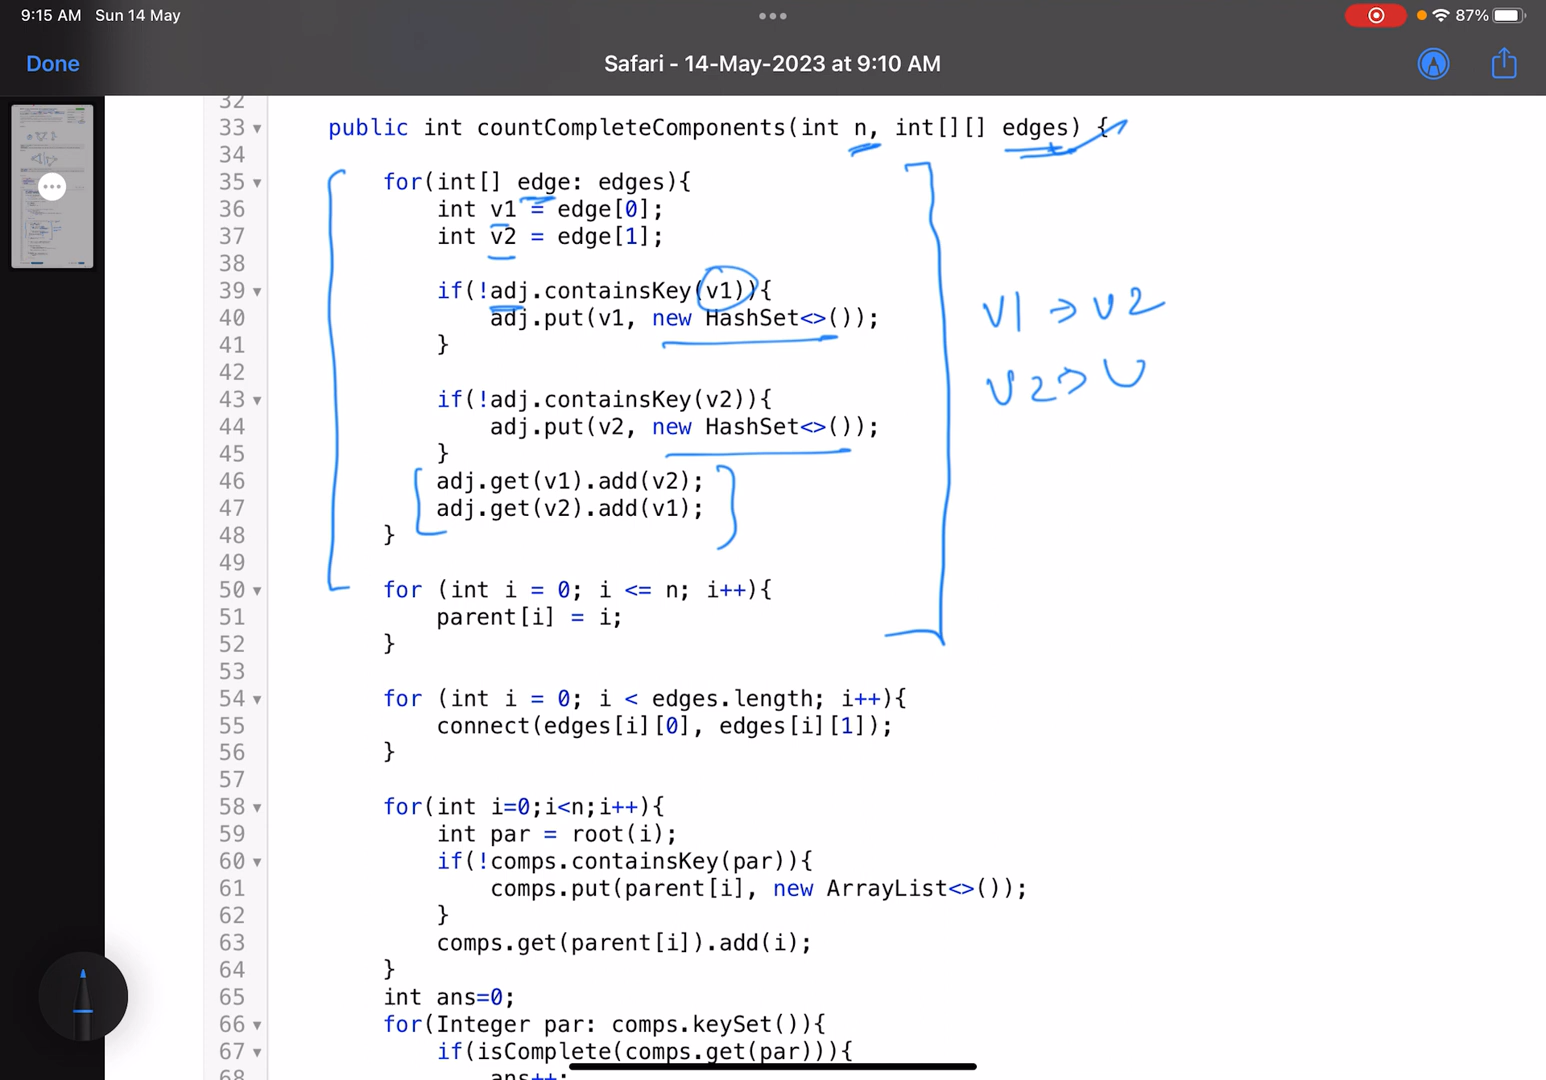 9:15 AM Sun 14 May
87%
Done
Safari - 14-May-2023 at 9:10 AM
32
33 public int countCompleteComponents(int n, int[][] edges) {
34
35 for(int[] edge: edges){
36 int v1 = edge[0];
37 int v2 = edge[1];
38
39 if(!adj.containsKey(v1)){
40 adj.put(v1, new HashSet<>());
41 }
42
43 if(!adj.containsKey(v2)){
44 adj.put(v2, new HashSet<>());
45 }
46 adj.get(v1).add(v2);
47 adj.get(v2).add(v1);
48 }
49
50 for (int i = 0; i <= n; i++){
51 parent[i] = i;
52 }
53
54 for (int i = 0; i < edges.length; i++){
55 connect(edges[i][0], edges[i][1]);
56 }
57
58 for(int i=0;i<n;i++){
59 int par = root(i);
60 if(!comps.containsKey(par)){
61 comps.put(parent[i], new ArrayList<>());
62 }
63 comps.get(parent[i]).add(i);
64 }
65 int ans=0;
66 for(Integer par: comps.keySet()){
67 if(isComplete(comps.get(par))){
68 ans++;
v1 → v2
v2 → v